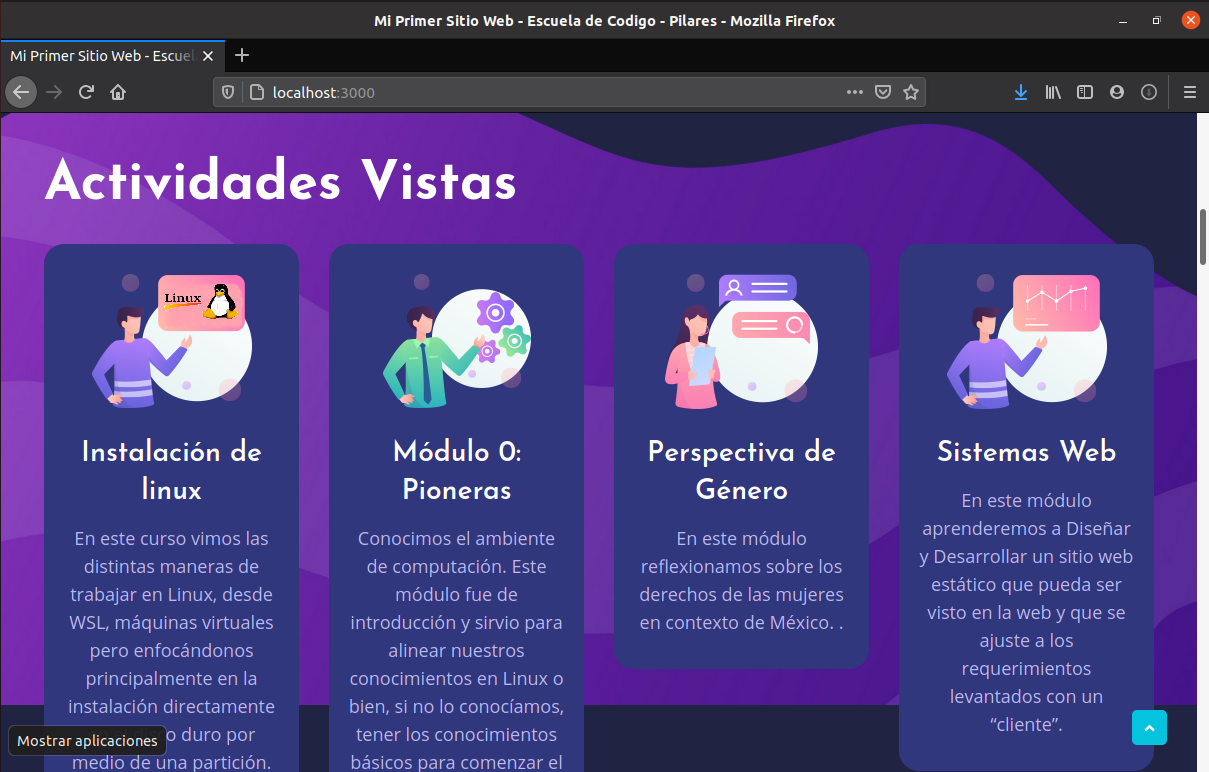 Mi Primer Sitio Web - Escuela de Codigo - Pilares - Mozilla Firefox
Mi Primer Sitio Web - Escuel
localhost:3000
Actividades Vistas
Linux
Instalación de
linux
En este curso vimos las
distintas maneras de
trabajar en Linux, desde
WSL, máquinas virtuales
pero enfocándonos
principalmente en la
instalación directamente
duro por
medio de una partición.
Módulo 0:
Pioneras
Conocimos el ambiente
de computación. Este
módulo fue de
introducción y sirvio para
alinear nuestros
conocimientos en Linux o
bien, si no lo conocíamos,
tener los conocimientos
básicos para comenzar el
Perspectiva de
Género
En este módulo
reflexionamos sobre los
derechos de las mujeres
en contexto de México. .
Sistemas Web
En este módulo
aprenderemos a Diseñar
y Desarrollar un sitio web
estático que pueda ser
visto en la web y que se
ajuste a los
requerimientos
levantados con un
“cliente”.
Mostrar aplicaciones